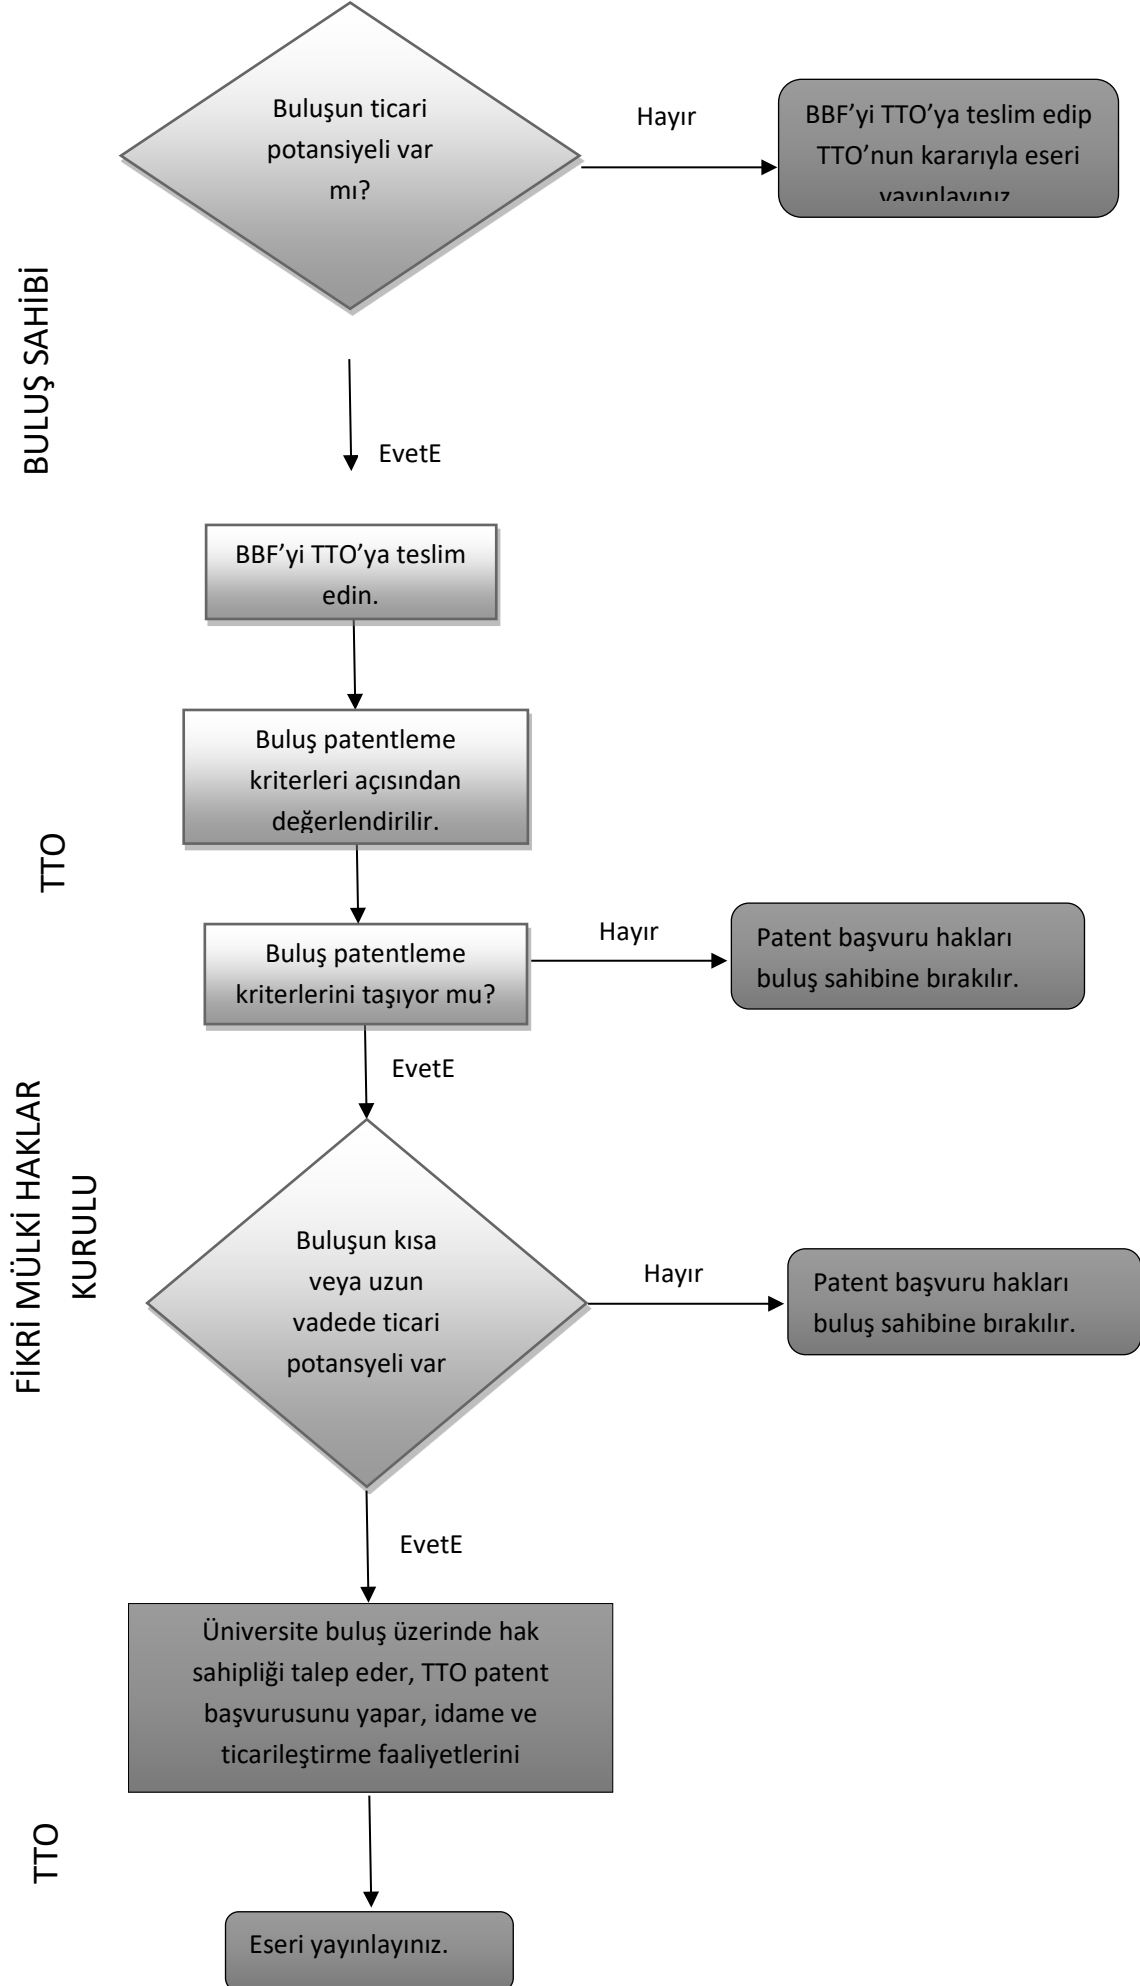 Buluşun ticari
potansiyeli var
mı?
Hayır
BBF’yi TTO’ya teslim edip
TTO’nun kararıyla eseri
yayınlayınız
BULUŞ SAHİBİ
EvetE
BBF’yi TTO’ya teslim
edin.
Buluş patentleme
kriterleri açısından
değerlendirilir.
TTO
Buluş patentleme
kriterlerini taşıyor mu?
Hayır
Patent başvuru hakları
buluş sahibine bırakılır.
EvetE
FİKRİ MÜLKİ HAKLAR
KURULU
Buluşun kısa
veya uzun
vadede ticari
potansyeli var
Hayır
Patent başvuru hakları
buluş sahibine bırakılır.
EvetE
Üniversite buluş üzerinde hak
sahipliği talep eder, TTO patent
başvurusunu yapar, idame ve
ticarileştirme faaliyetlerini
TTO
Eseri yayınlayınız.